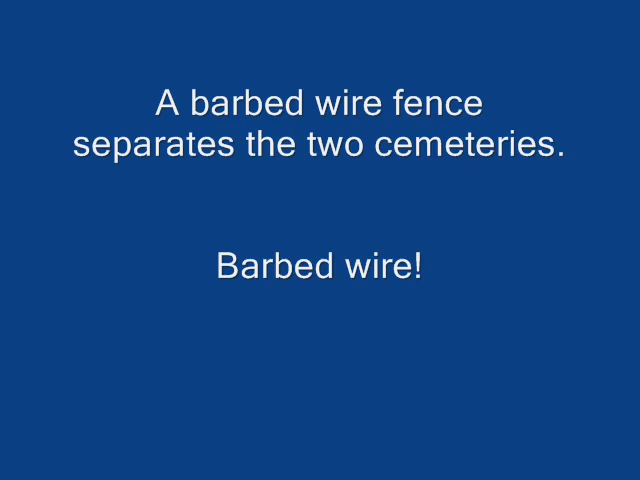 A barbed wire fence
separates the two cemeteries.
Barbed wire!